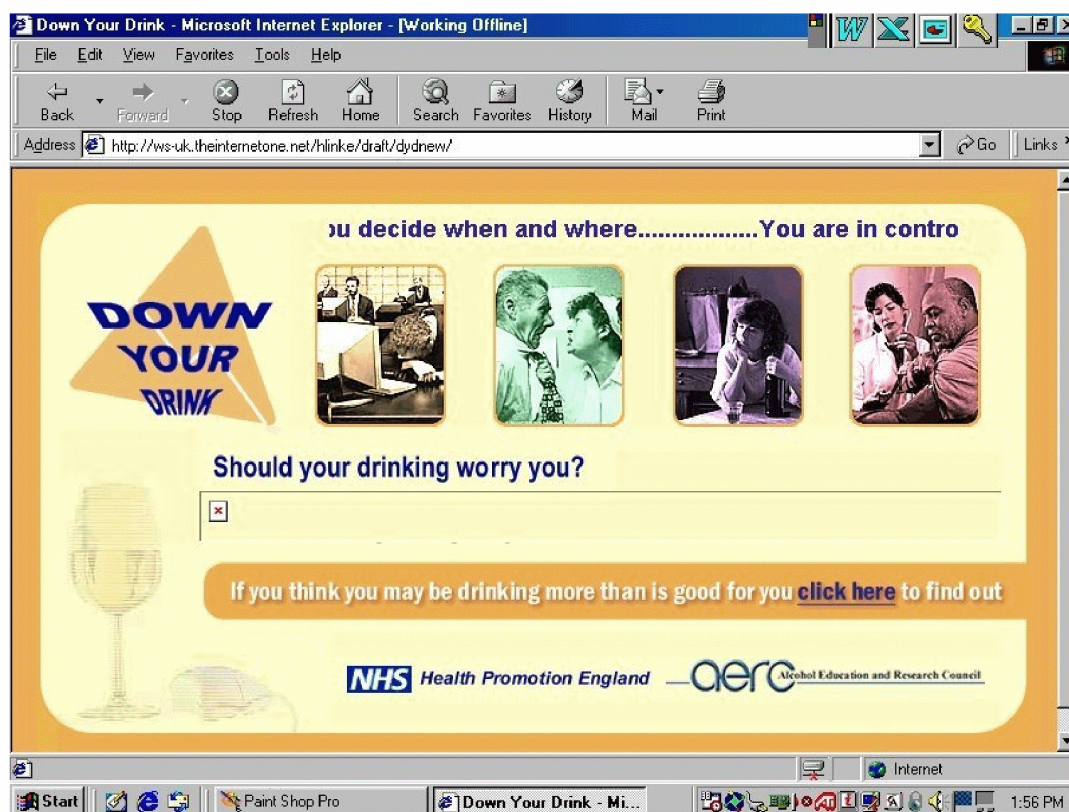 Down Your Drink - Microsoft Internet Explorer - [Working Offline]
File Edit View Favorites Tools Help
Back Forward Stop Refresh Home Search Favorites History Mail Print
Address http://ws-uk.theinternetone.net/hlinke/draft/dydnew/ Go Links
ou decide when and where..................You are in contro
DOWN
YOUR
DRINK
Should your drinking worry you?
If you think you may be drinking more than is good for you click here to find out
NHS Health Promotion England aerc Alcohol Education and Research Council
Internet
Start Paint Shop Pro Down Your Drink - Mi... 1:56 PM